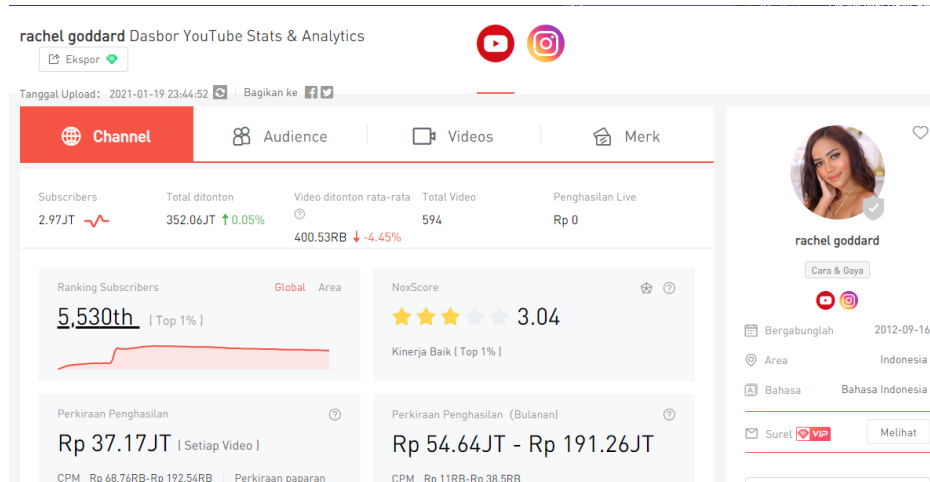 rachel goddard Dasbor YouTube Stats & Analytics
Ekspor
Tanggal Upload: 2021-01-19 23:44:52 Bagikan ke
Channel Audience Videos Merk
Subscribers Total ditonton Video ditonton rata-rata Total Video Penghasilan Live
2.97JT 352.06JT 0.05% 400.53RB -4.45% 594 Rp 0
rachel goddard
Cara & Gaya
Ranking Subscribers Global Area
5,530th (Top 1%)
NoxScore
3.04
Kinerja Baik (Top 1%)
Bergabunglah 2012-09-16
Area Indonesia
Bahasa Bahasa Indonesia
Surel VIP Melihat
Perkiraan Penghasilan
Rp 37.17JT (Setiap Video)
CPM Rp 68.76RB-Rp 192.54RB Perkiraan paparan
Perkiraan Penghasilan (Bulanan)
Rp 54.64JT - Rp 191.26JT
CPM Rp 11RB-Rp 38.5RB